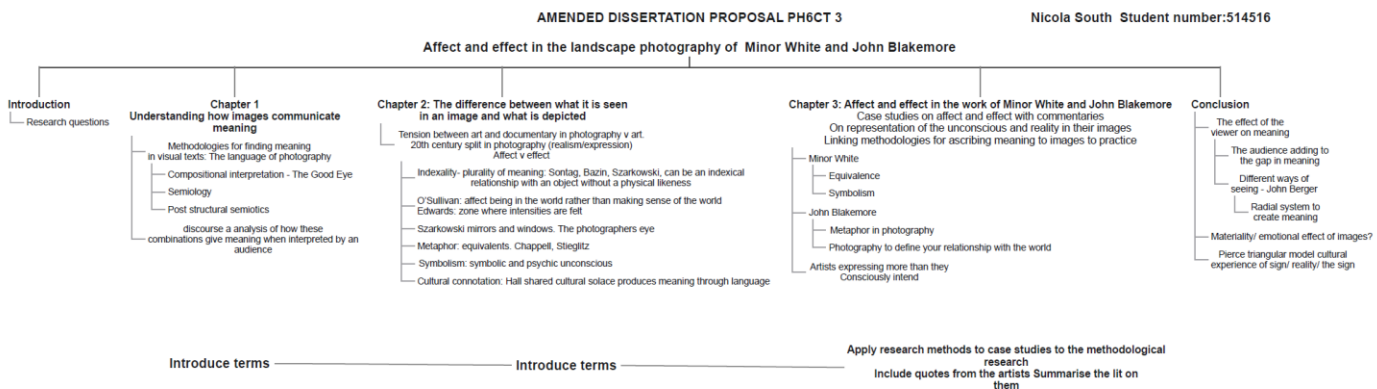 AMENDED DISSERTATION PROPOSAL PH6CT 3
Nicola South Student number:514516
Affect and effect in the landscape photography of Minor White and John Blakemore
Introduction
Research questions
Chapter 1
Understanding how images communicate
meaning
Methodologies for finding meaning
in visual texts: The language of photography
Compositional interpretation - The Good Eye
Semiology
Post structural semiotics
discourse a analysis of how these
combinations give meaning when interpreted by an
audience
Chapter 2: The difference between what it is seen
in an image and what is depicted
Tension between art and documentary in photography v art.
20th century split in photography (realism/expression)
Affect v effect
Indexality- plurality of meaning: Sontag, Bazin, Szarkowski, can be an indexical
relationship with an object without a physical likeness
O'Sullivan: affect being in the world rather than making sense of the world
Edwards: zone where intensities are felt
Szarkowski mirrors and windows. The photographers eye
Metaphor: equivalents. Chappell, Stieglitz
Symbolism: symbolic and psychic unconscious
Cultural connotation: Hall shared cultural solace produces meaning through language
Chapter 3: Affect and effect in the work of Minor White and John Blakemore
Case studies on affect and effect with commentaries
On representation of the unconscious and reality in their images
Linking methodologies for ascribing meaning to images to practice
Minor White
Equivalence
Symbolism
John Blakemore
Metaphor in photography
Photography to define your relationship with the world
Artists expressing more than they
Consciously intend
Conclusion
The effect of the
viewer on meaning
The audience adding to
the gap in meaning
Different ways of
seeing - John Berger
Radial system to
create meaning
Materiality/ emotional effect of images?
Pierce triangular model cultural
experience of sign/ reality/ the sign
Introduce terms
Introduce terms
Apply research methods to case studies to the methodological
research
Include quotes from the artists Summarise the lit on
them